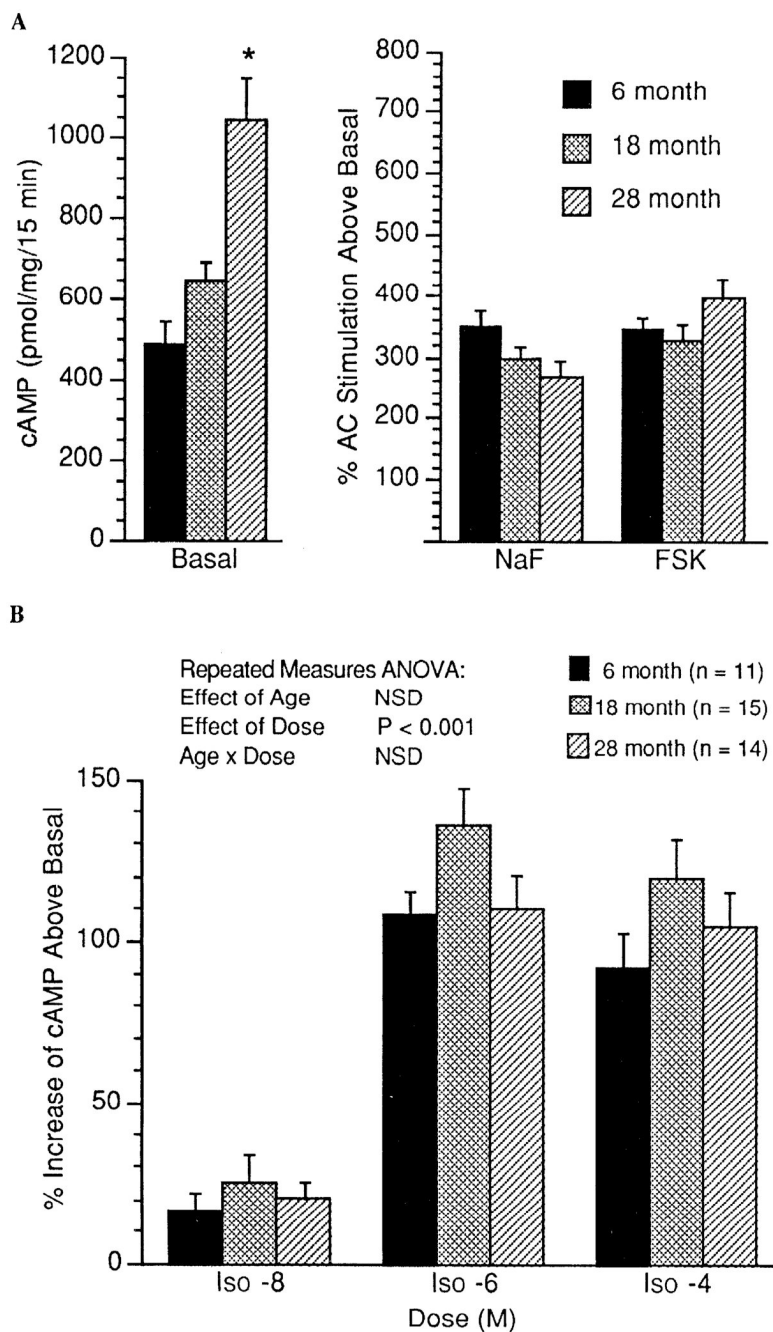 A
*
cAMP (pmol/mg/15 min)
1200
1000
800
600
400
200
0
Basal
% AC Stimulation Above Basal
800
700
600
500
400
300
200
100
NaF
FSK
6 month
18 month
28 month
B
Repeated Measures ANOVA:
Effect of Age NSD
Effect of Dose P < 0.001
Age x Dose NSD
6 month (n = 11)
18 month (n = 15)
28 month (n = 14)
% Increase of cAMP Above Basal
150
100
50
0
Iso -8
Iso -6
Iso -4
Dose (M)